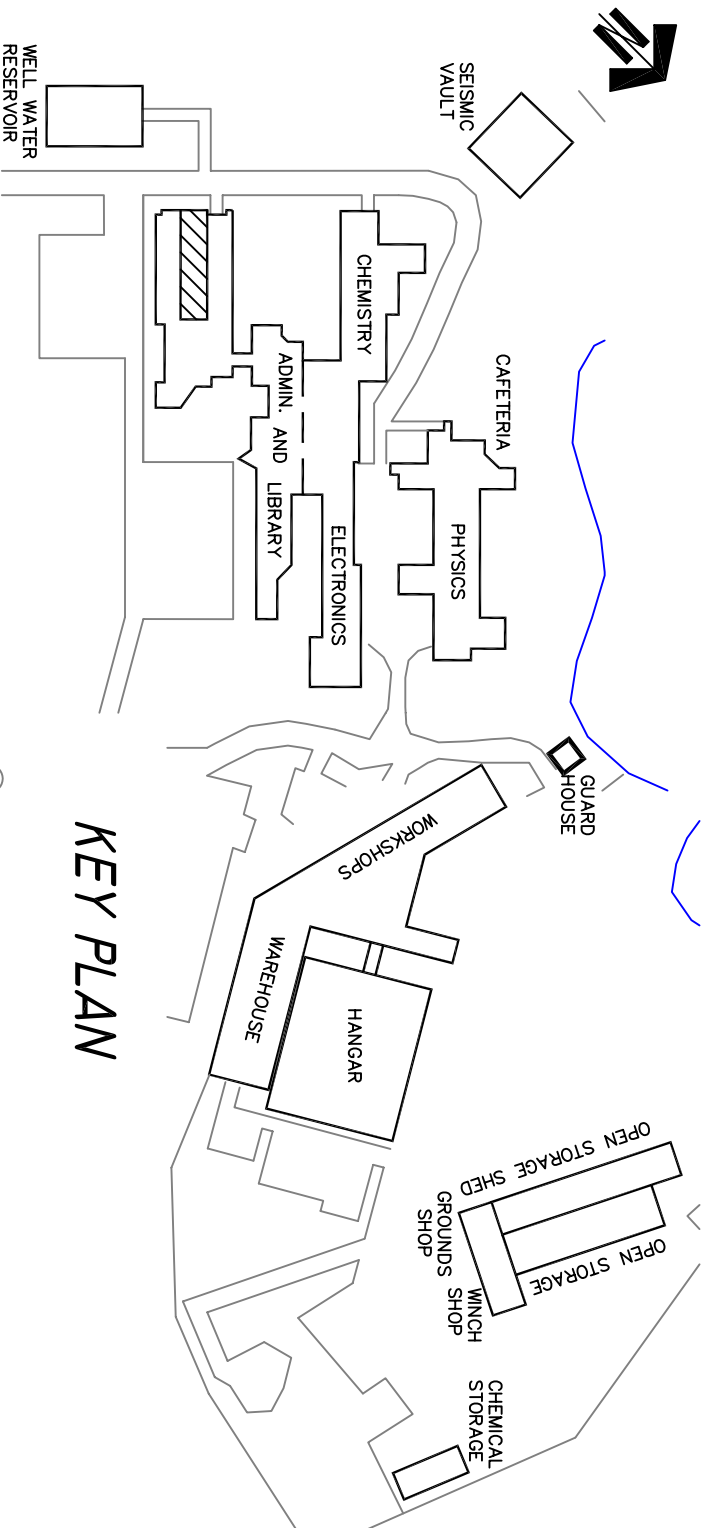 N
SEISMIC
VAULT
WELL WATER
RESERVOIR
CHEMISTRY
CAFETERIA
ADMIN. AND LIBRARY
PHYSICS
ELECTRONICS
GUARD
HOUSE
WORKSHOPS
WAREHOUSE
HANGAR
KEY PLAN
OPEN STORAGE SHED
GROUNDS
SHOP
OPEN STORAGE
WINCH
SHOP
CHEMICAL
STORAGE